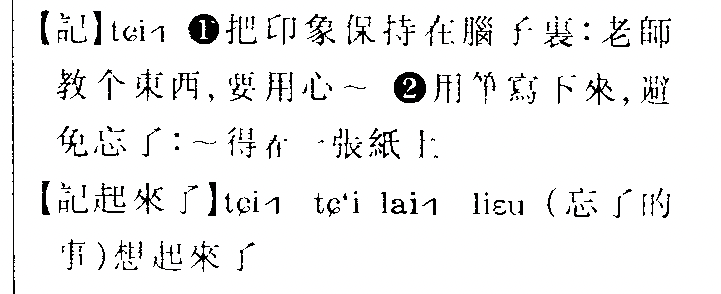 【記】tɕi˧ ❶把印象保持在腦子裏：老師
教个東西，要用心～ ❷用筆寫下來，避
免忘了：～得在一張紙上
【記起來了】tɕi˧ tɕ‘i lai˧ liɛu（忘了的
事）想起來了